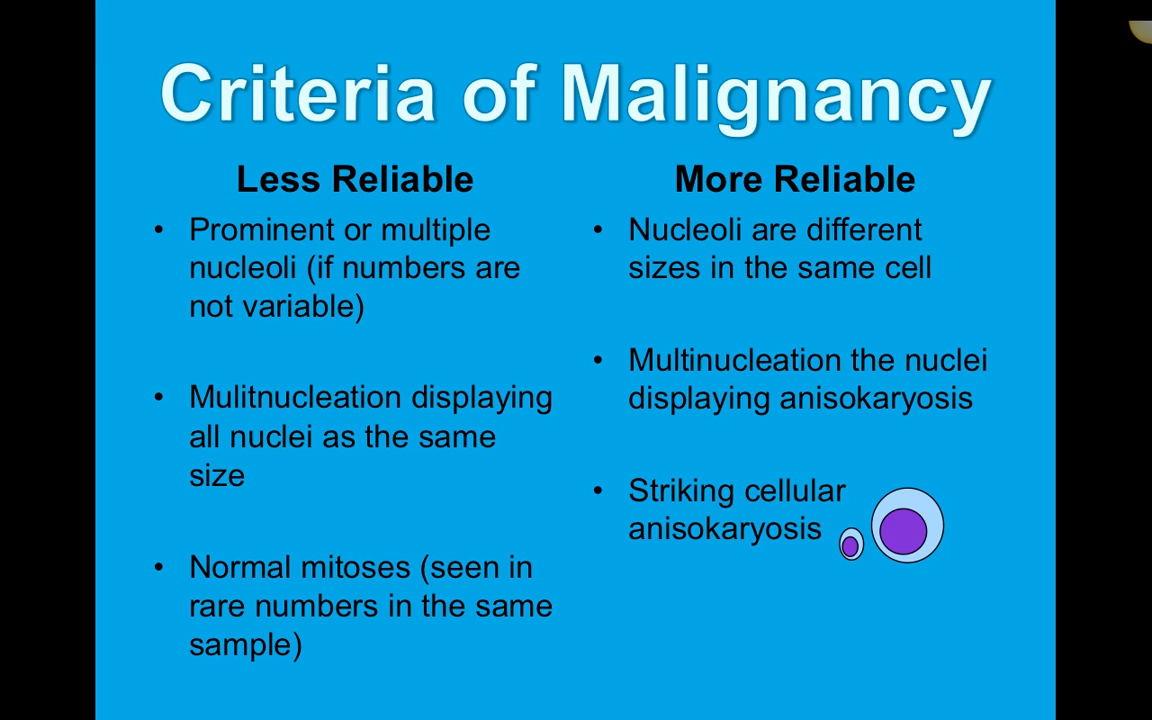 Criteria of Malignancy
Less Reliable
• Prominent or multiple
nucleoli (if numbers are
not variable)
• Mulitnucleation displaying
all nuclei as the same
size
• Normal mitoses (seen in
rare numbers in the same
sample)
More Reliable
• Nucleoli are different
sizes in the same cell
• Multinucleation the nuclei
displaying anisokaryosis
• Striking cellular
anisokaryosis